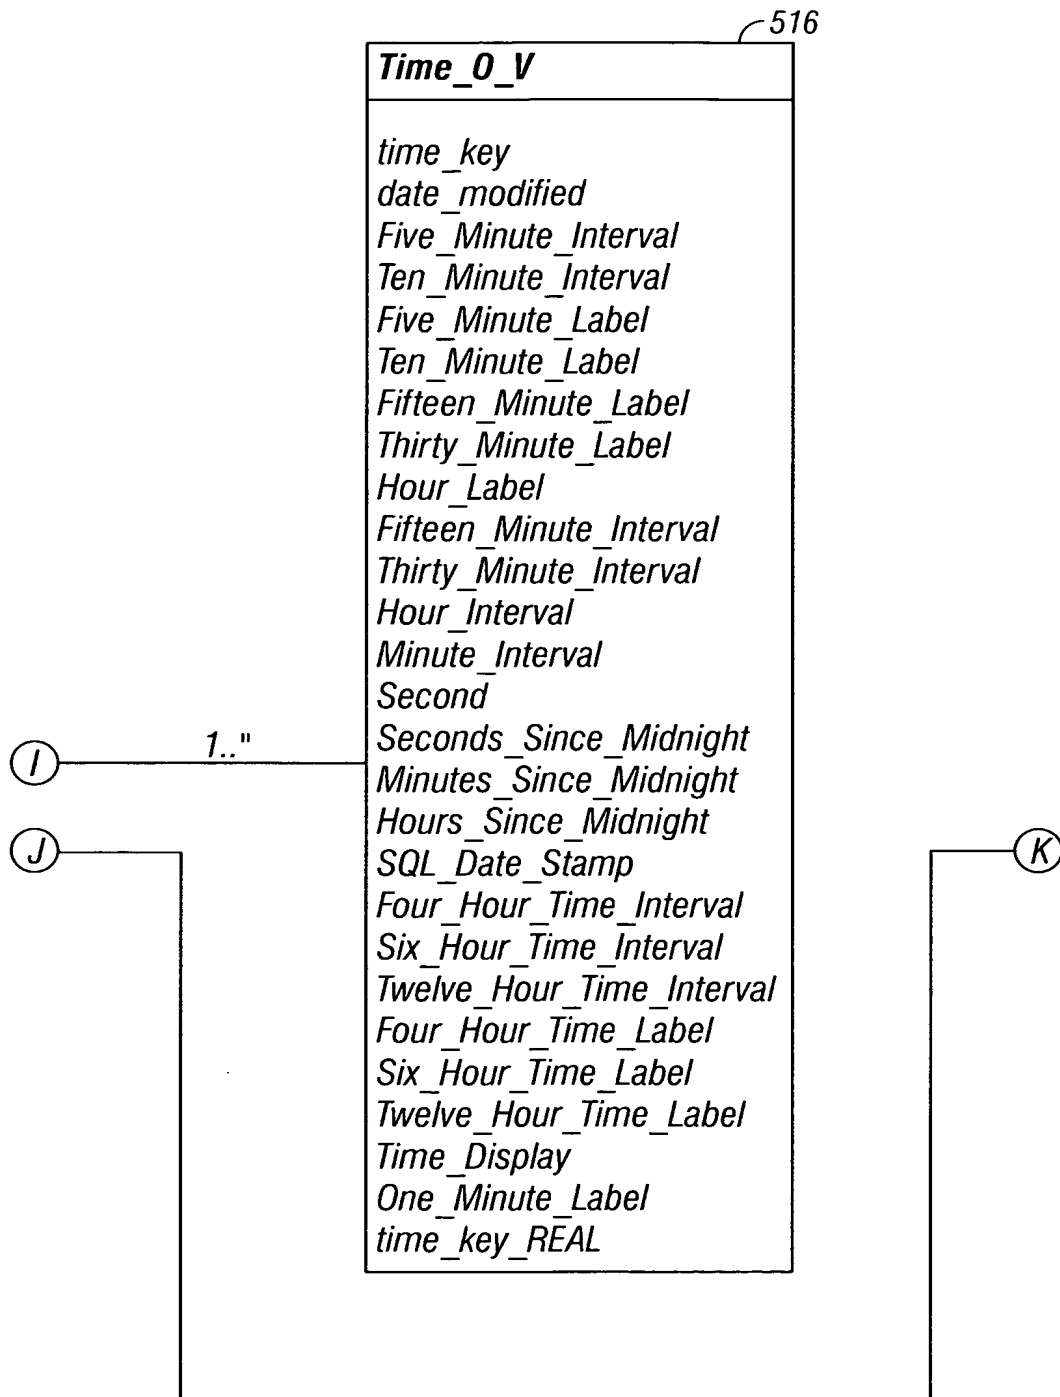 516
Time_O_V
time_key
date_modified
Five_Minute_Interval
Ten_Minute_Interval
Five_Minute_Label
Ten_Minute_Label
Fifteen_Minute_Label
Thirty_Minute_Label
Hour_Label
Fifteen_Minute_Interval
Thirty_Minute_Interval
Hour_Interval
Minute_Interval
Second
Seconds_Since_Midnight
Minutes_Since_Midnight
Hours_Since_Midnight
SQL_Date_Stamp
Four_Hour_Time_Interval
Six_Hour_Time_Interval
Twelve_Hour_Time_Interval
Four_Hour_Time_Label
Six_Hour_Time_Label
Twelve_Hour_Time_Label
Time_Display
One_Minute_Label
time_key_REAL
I
1.."
J
K